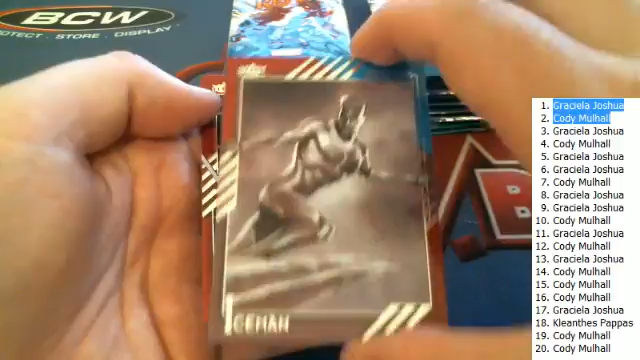 BCW
PROTECT . STORE . DISPLAY
ICEMAN
1. Graciela Joshua
2. Cody Mulhall
3. Graciela Joshua
4. Cody Mulhall
5. Graciela Joshua
6. Graciela Joshua
7. Cody Mulhall
8. Graciela Joshua
9. Graciela Joshua
10. Cody Mulhall
11. Graciela Joshua
12. Cody Mulhall
13. Graciela Joshua
14. Cody Mulhall
15. Cody Mulhall
16. Cody Mulhall
17. Graciela Joshua
18. Kleanthes Pappas
19. Cody Mulhall
20. Cody Mulhall